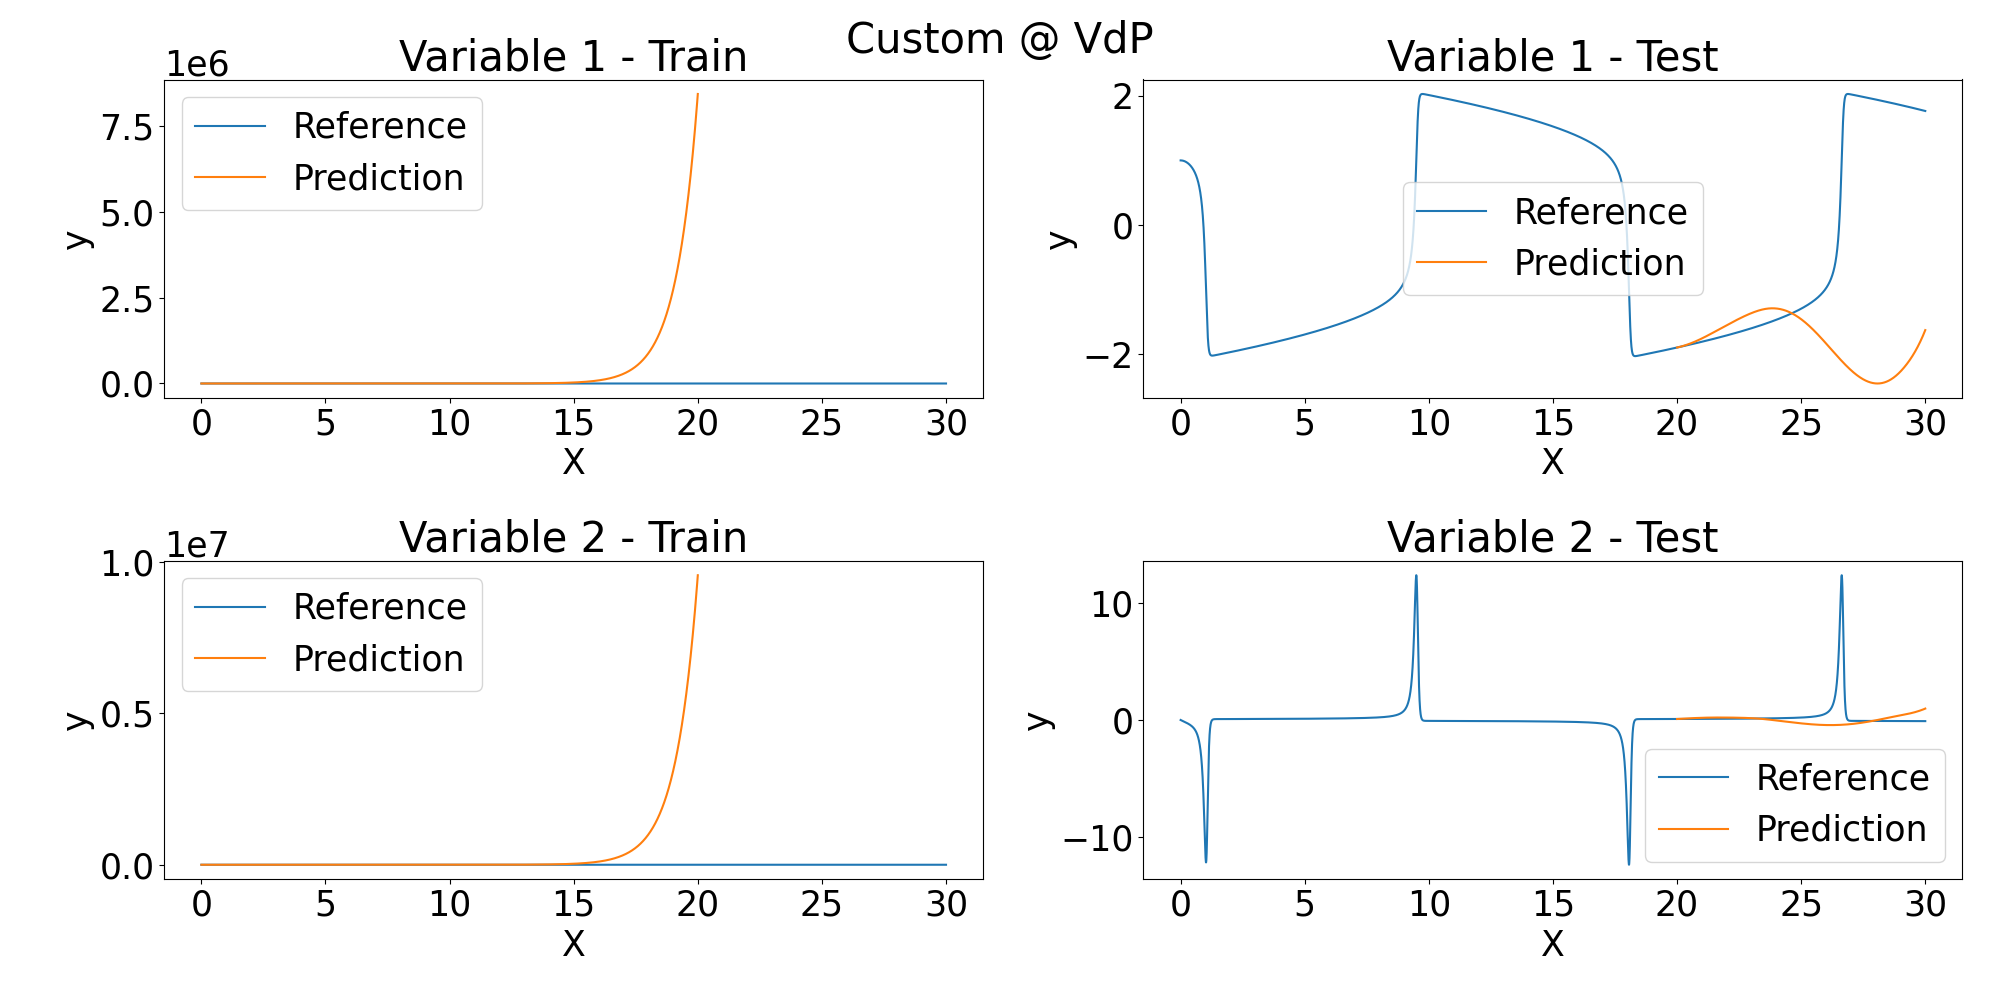 Custom @ VdP
Variable 1 - Train
1e6
7.5
5.0
2.5
0.0
y
Reference
Prediction
0 5 10 15 20 25 30
X
Variable 1 - Test
2
0
−2
y
Reference
Prediction
0 5 10 15 20 25 30
X
Variable 2 - Train
1e7
1.0
0.5
0.0
y
Reference
Prediction
0 5 10 15 20 25 30
X
Variable 2 - Test
10
0
−10
y
Reference
Prediction
0 5 10 15 20 25 30
X